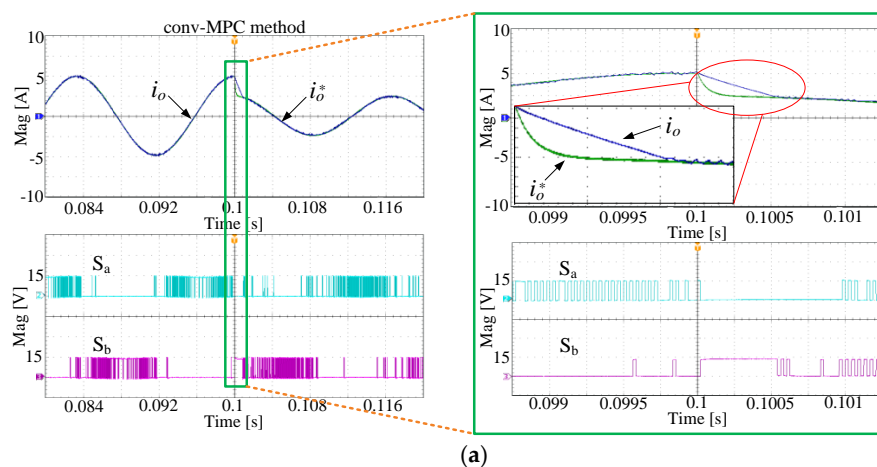 conv-MPC method
10
5
0
-5
-10
Mag [A]
i_o
i_o^*
0.084 0.092 0.1 0.108 0.116
Time [s]
15
15
Mag [V]
S_a
S_b
0.084 0.092 0.1 0.108 0.116
Time [s]
10
5
0
-5
-10
Mag [A]
i_o
i_o^*
0.099 0.0995 0.1 0.1005 0.101
Time [s]
15
15
Mag [V]
S_a
S_b
0.099 0.0995 0.1 0.1005 0.101
Time [s]
(a)